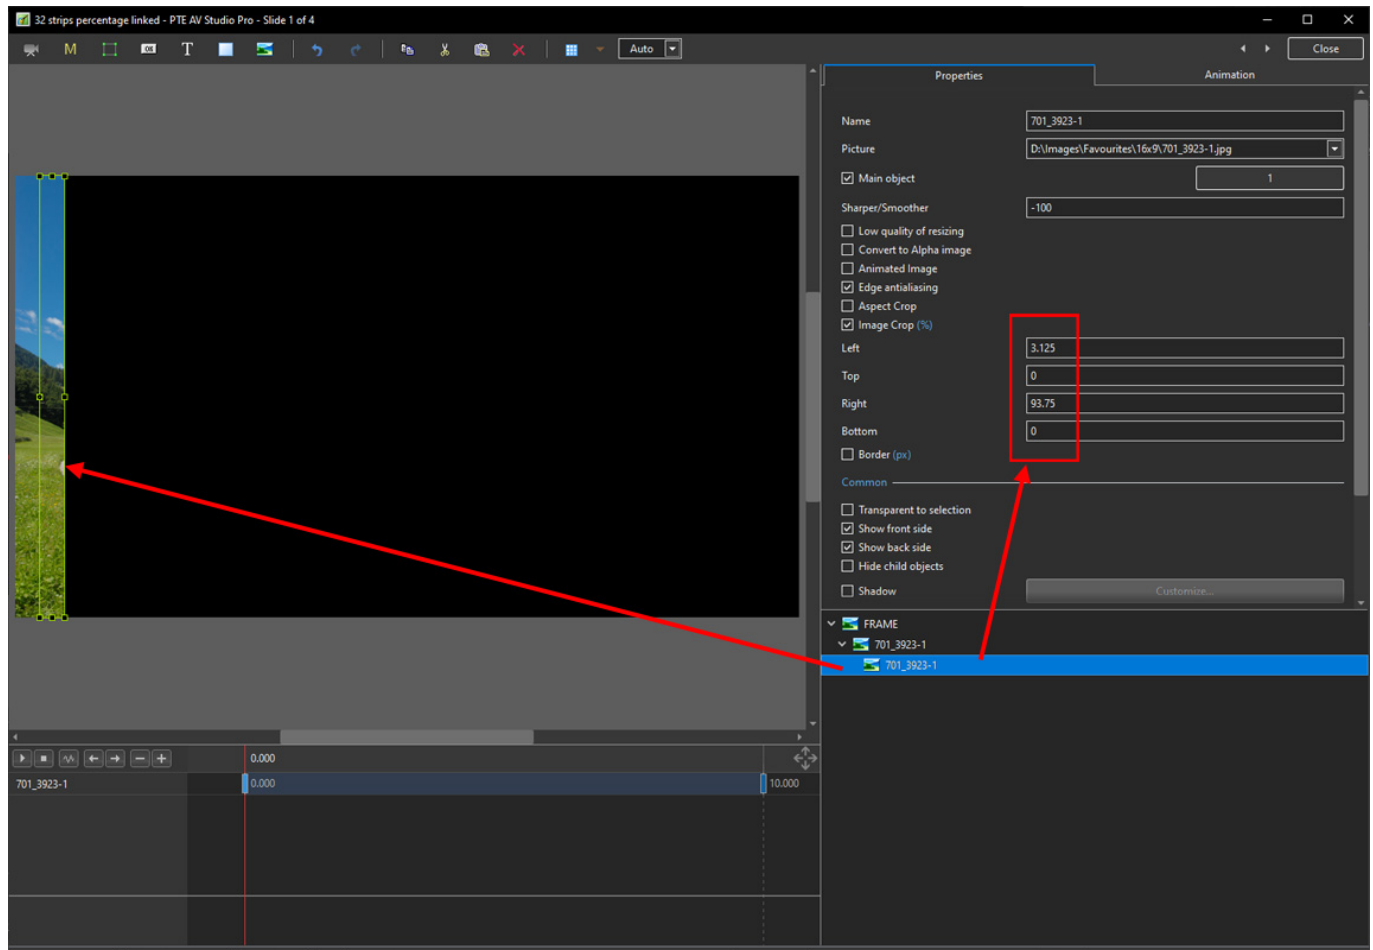 32 strips percentage linked - PTE AV Studio Pro - Slide 1 of 4
M OK T Auto Close
Properties Animation
Name 701_3923-1
Picture D:\Images\Favourites\16x9\701_3923-1.jpg
Main object 1
Sharper/Smoother -100
Low quality of resizing
Convert to Alpha image
Animated Image
Edge antialiasing
Aspect Crop
Image Crop (%)
Left 3.125
Top 0
Right 93.75
Bottom 0
Border (px)
Common
Transparent to selection
Show front side
Show back side
Hide child objects
Shadow Customize...
FRAME
701_3923-1
701_3923-1
0.000
701_3923-1 0.000 10.000